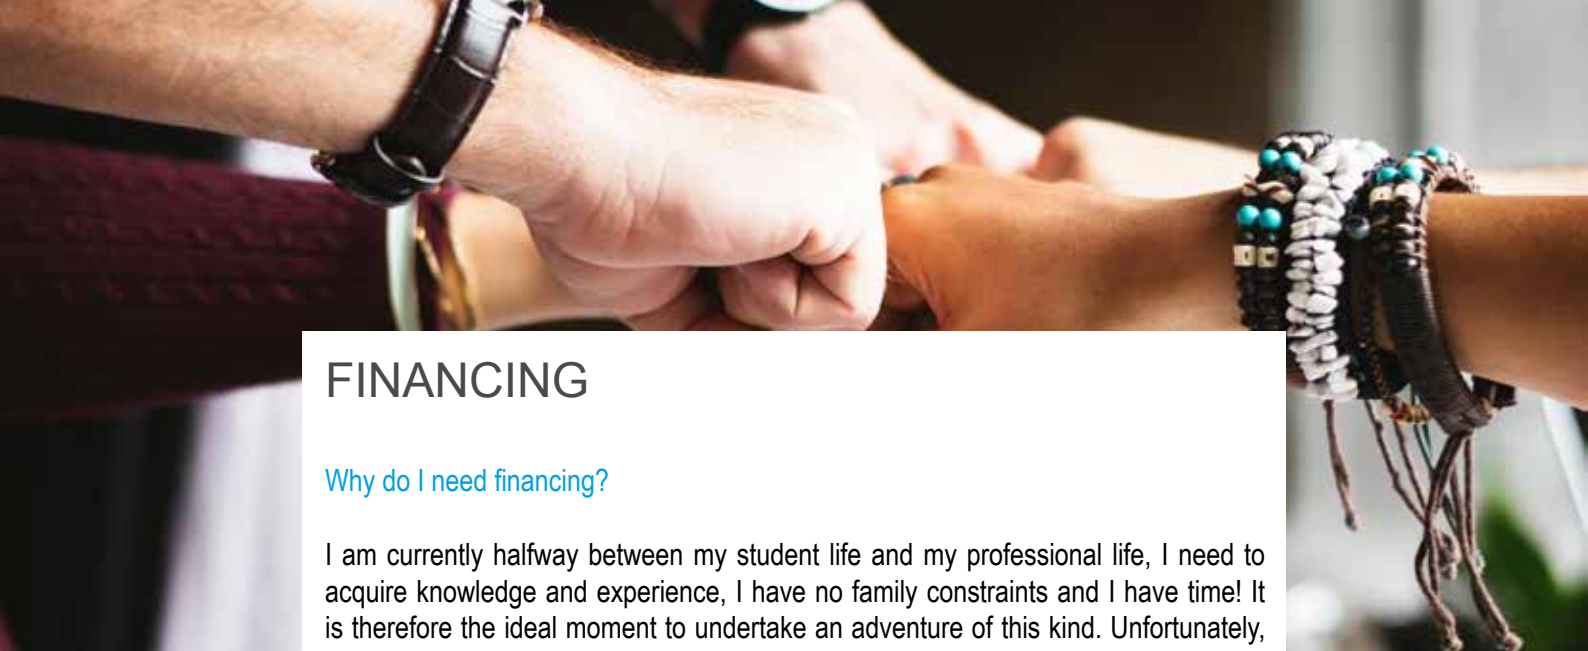 FINANCING
Why do I need financing?
I am currently halfway between my student life and my professional life, I need to
acquire knowledge and experience, I have no family constraints and I have time! It
is therefore the ideal moment to undertake an adventure of this kind. Unfortunately,